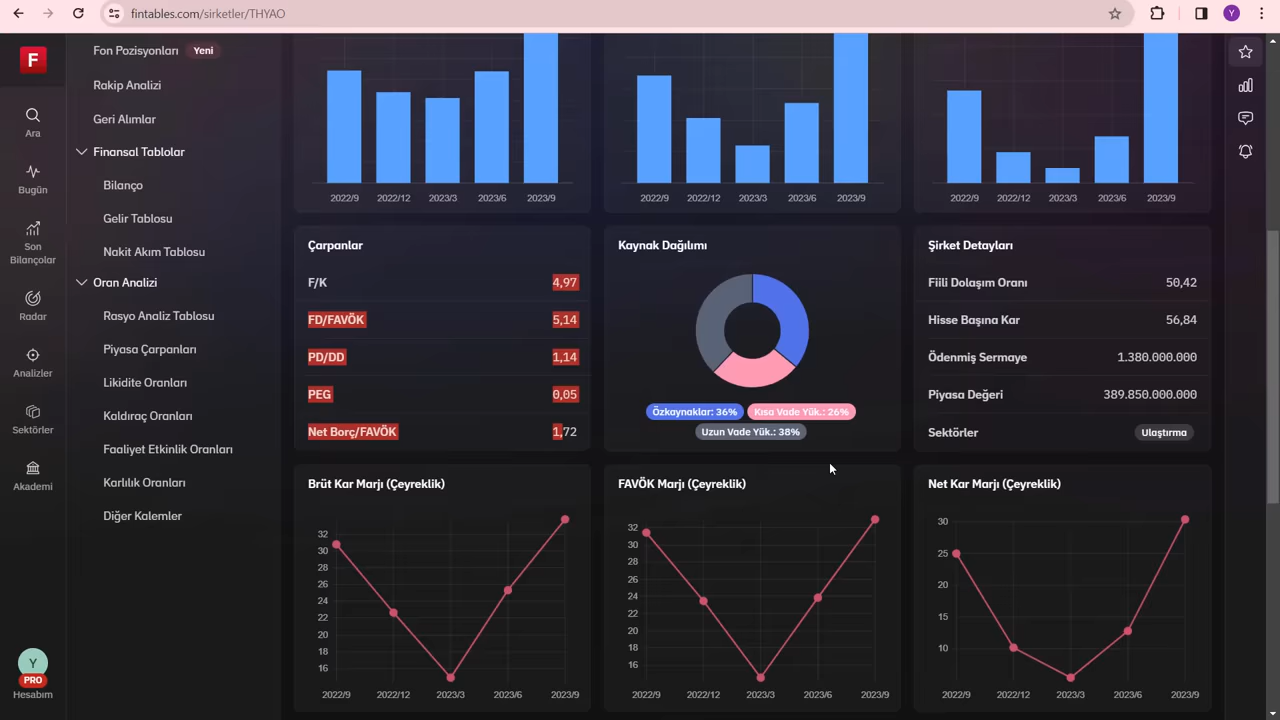 fintables.com/sirketler/THYAO
Y
F
Ara
Bugün
Son
Bilançolar
Radar
Analizler
Sektörler
Akademi
Y
PRO
Hesabım
Fon Pozisyonları Yeni
Rakip Analizi
Geri Alımlar
Finansal Tablolar
Bilanço
Gelir Tablosu
Nakit Akım Tablosu
Oran Analizi
Rasyo Analiz Tablosu
Piyasa Çarpanları
Likidite Oranları
Kaldıraç Oranları
Faaliyet Etkinlik Oranları
Karlılık Oranları
Diğer Kalemler
2022/9 2022/12 2023/3 2023/6 2023/9
2022/9 2022/12 2023/3 2023/6 2023/9
2022/9 2022/12 2023/3 2023/6 2023/9
Çarpanlar
F/K 4,97
FD/FAVÖK 5,14
PD/DD 1,14
PEG 0,05
Net Borç/FAVÖK 1,72
Kaynak Dağılımı
Özkaynaklar: 36% Kısa Vade Yük.: 26%
Uzun Vade Yük.: 38%
Şirket Detayları
Fiili Dolaşım Oranı 50,42
Hisse Başına Kar 56,84
Ödenmiş Sermaye 1.380.000.000
Piyasa Değeri 389.850.000.000
Sektörler Ulaştırma
Brüt Kar Marjı (Çeyreklik)
32
30
28
26
24
22
20
18
16
2022/9 2022/12 2023/3 2023/6 2023/9
FAVÖK Marjı (Çeyreklik)
32
30
28
26
24
22
20
18
16
2022/9 2022/12 2023/3 2023/6 2023/9
Net Kar Marjı (Çeyreklik)
30
25
20
15
10
2022/9 2022/12 2023/3 2023/6 2023/9